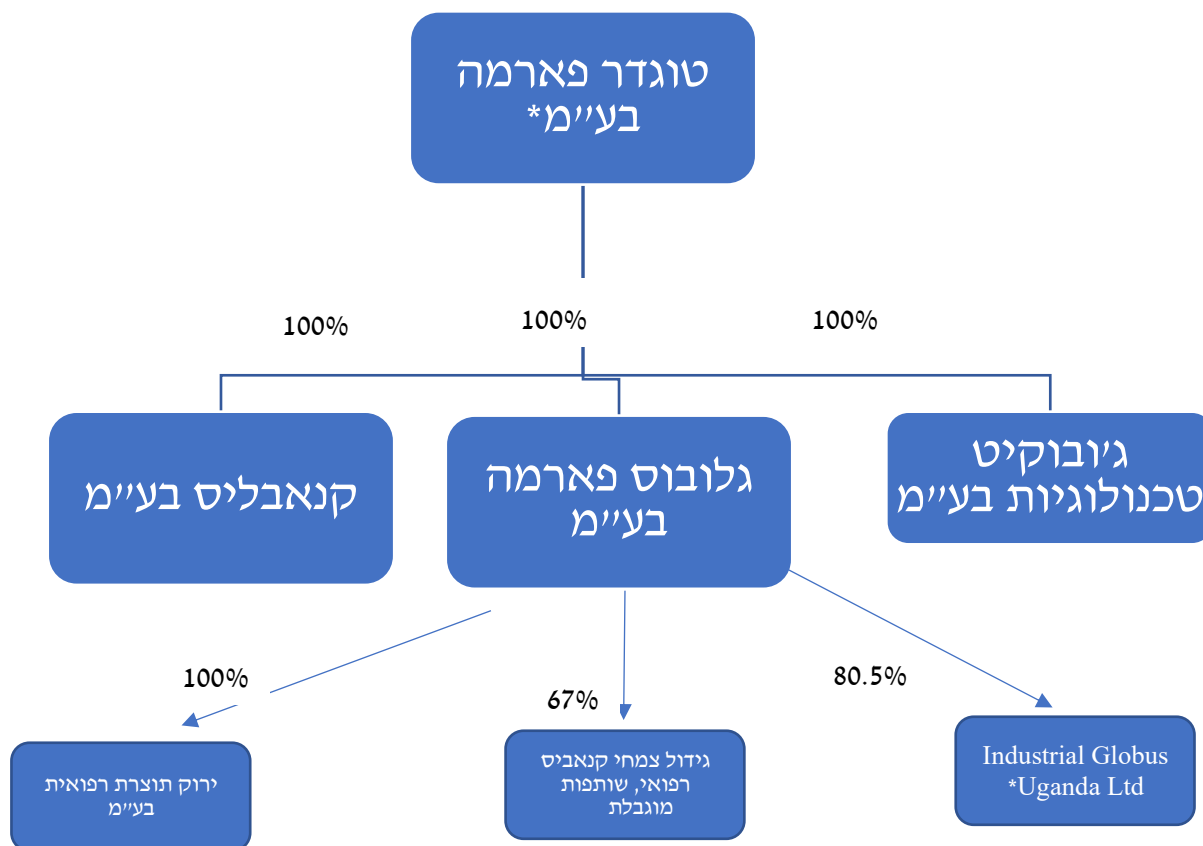 טוגדר פארמה
בע״מ*
100%
100%
100%
ג׳ובוקיט
טכנולוגיות בע״מ
גלובוס פארמה
בע״מ
קנאבליס בע״מ
80.5%
67%
100%
Industrial Globus
*Uganda Ltd
גידול צמחי קנאביס
רפואי, שותפות
מוגבלת
ירוק תוצרת רפואית
בע״מ